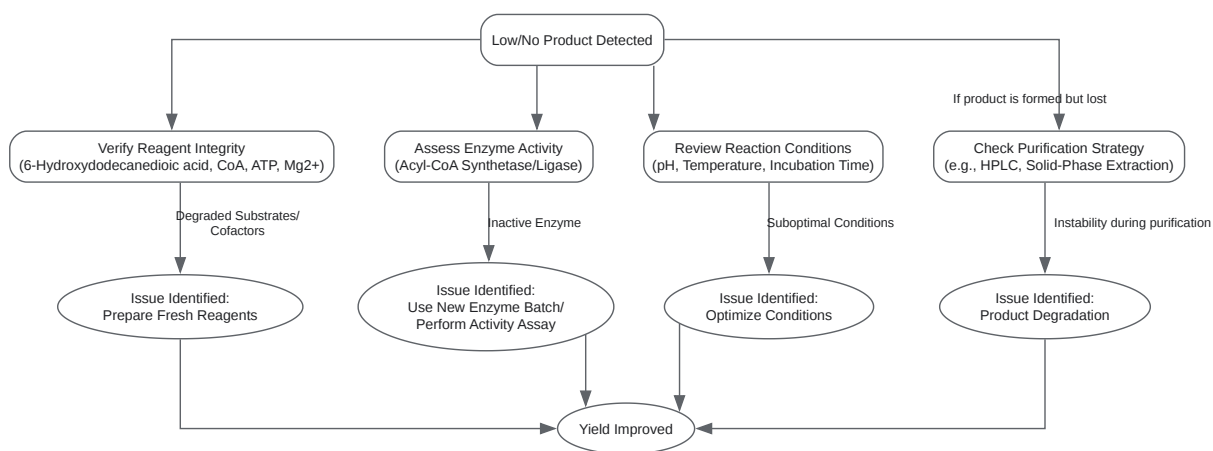 Low/No Product Detected
If product is formed but lost
Verify Reagent Integrity
(6-Hydroxydodecanedioic acid, CoA, ATP, Mg2+)
Assess Enzyme Activity
(Acyl-CoA Synthetase/Ligase)
Review Reaction Conditions
(pH, Temperature, Incubation Time)
Check Purification Strategy
(e.g., HPLC, Solid-Phase Extraction)
Degraded Substrates/
Cofactors
Inactive Enzyme
Suboptimal Conditions
Instability during purification
Issue Identified:
Prepare Fresh Reagents
Issue Identified:
Use New Enzyme Batch/
Perform Activity Assay
Issue Identified:
Optimize Conditions
Issue Identified:
Product Degradation
Yield Improved